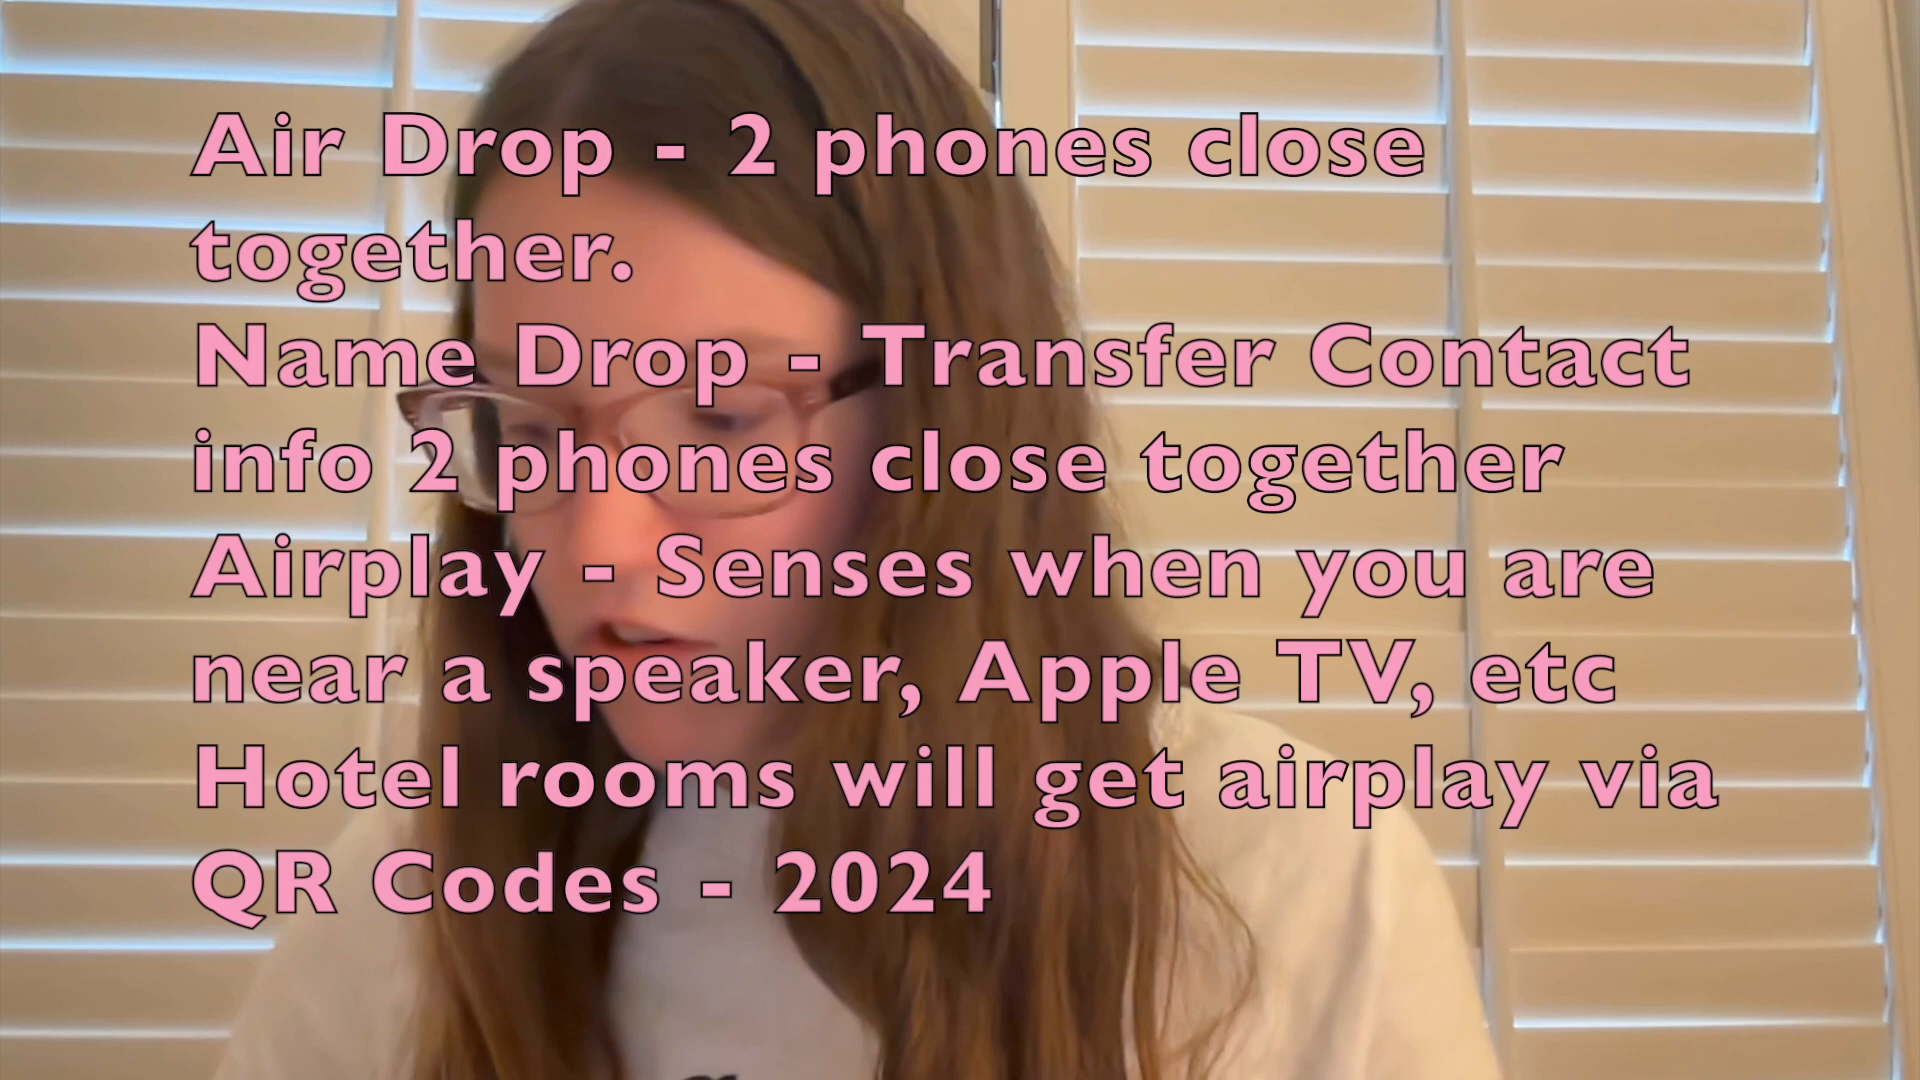 Air Drop - 2 phones close
together.
Name Drop - Transfer Contact
info 2 phones close together
Airplay - Senses when you are
near a speaker, Apple TV, etc
Hotel rooms will get airplay via
QR Codes - 2024